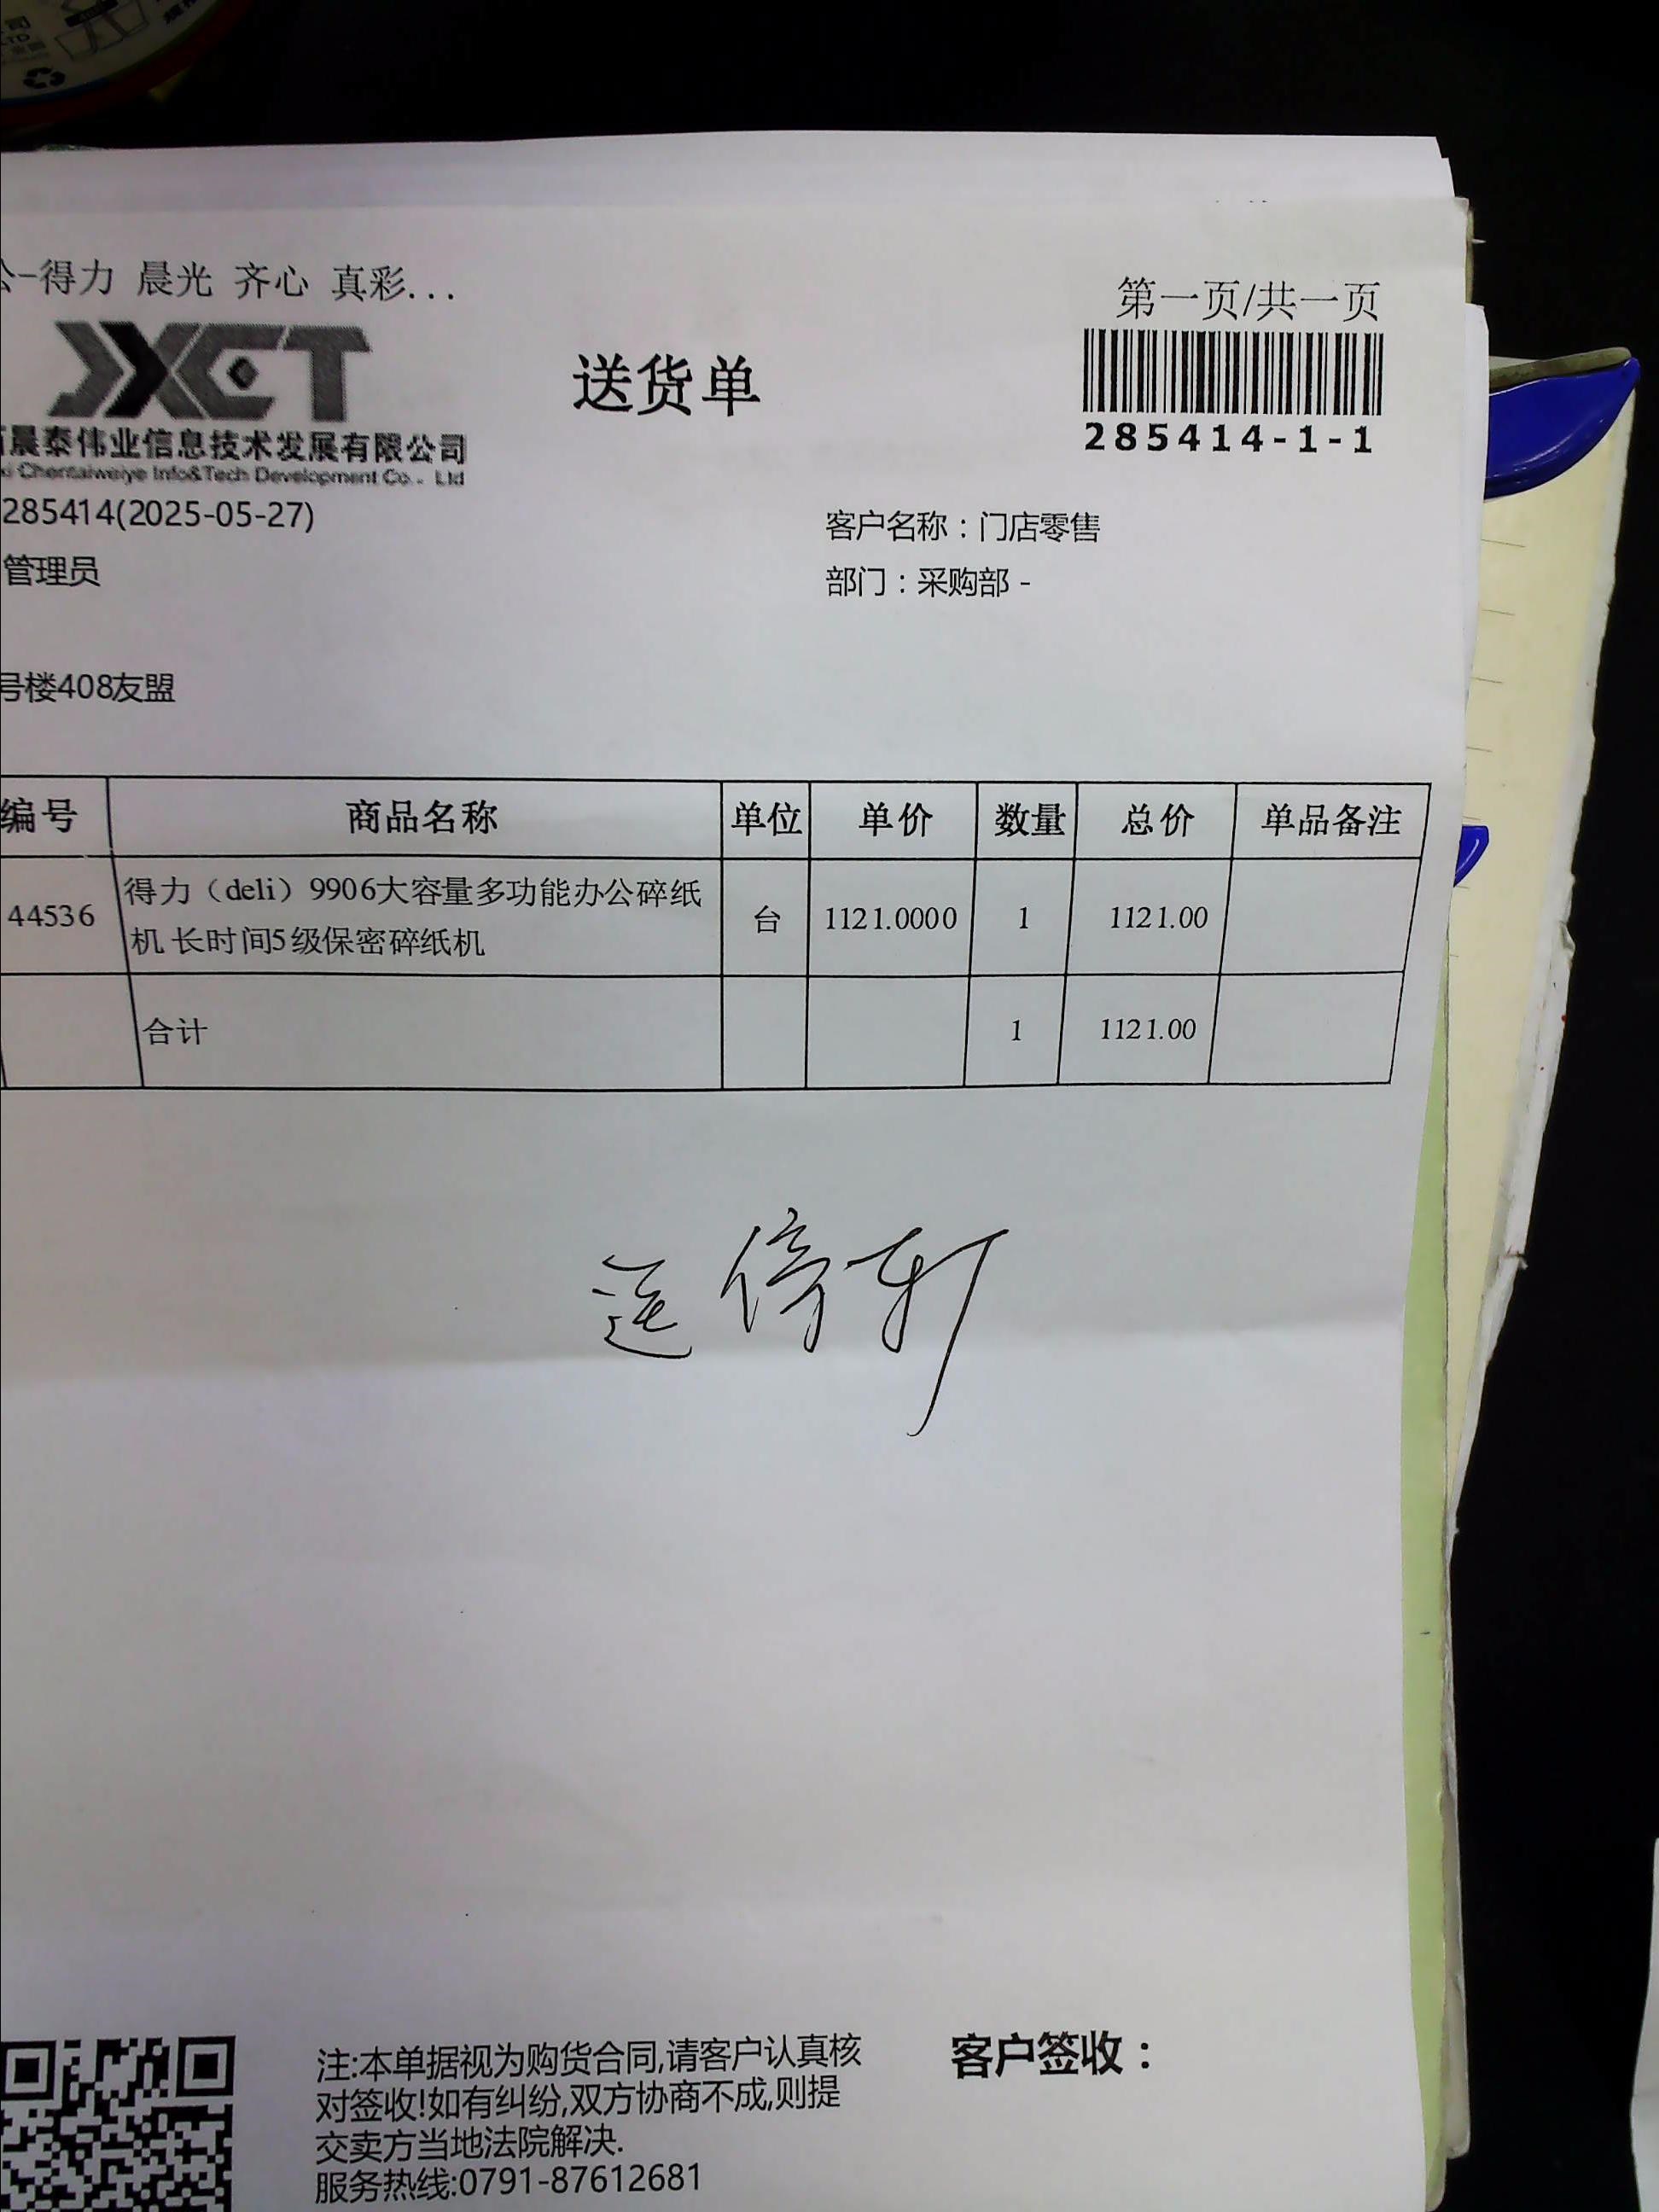 公-得力 晨光 齐心 真彩...
第一页/共一页
JXCT
送货单
285414-1-1
晨泰伟业信息技术发展有限公司
xi Chentaiweiye Info&Tech Development Co., Ltd
285414(2025-05-27)
客户名称：门店零售
管理员
部门：采购部 -
号楼408友盟
编号 商品名称 单位 单价 数量 总价 单品备注
44536 得力（deli）9906大容量多功能办公碎纸 台 1121.0000 1 1121.00
机 长时间5级保密碎纸机
合计 1 1121.00
注:本单据视为购货合同,请客户认真核
对签收!如有纠纷,双方协商不成,则提
交卖方当地法院解决.
服务热线:0791-87612681
客户签收：